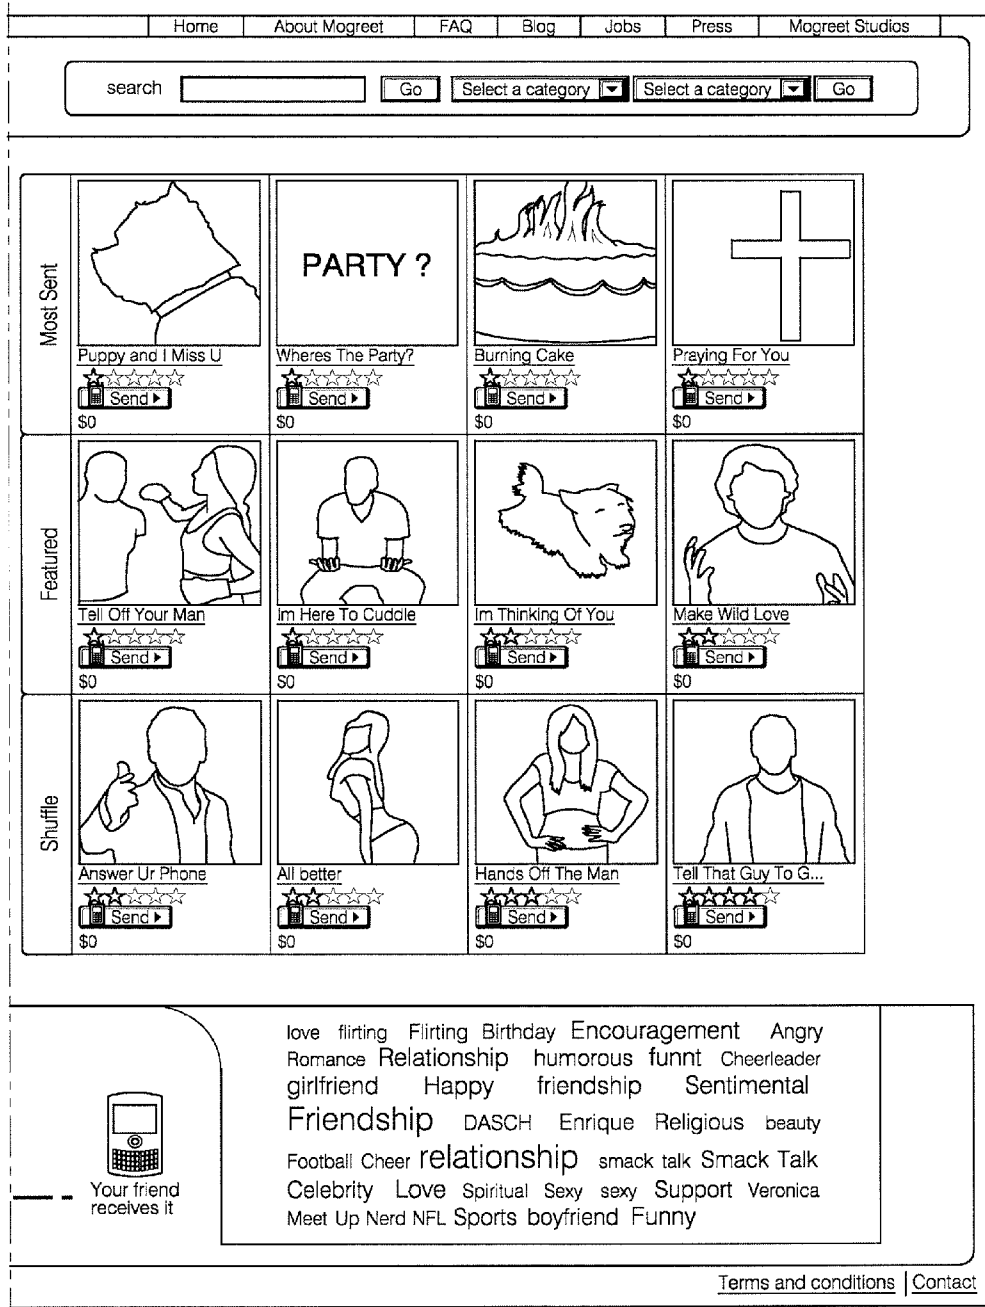 Home About Mogreet FAQ Blog Jobs Press Mogreet Studios
search Go Select a category Select a category Go
Most Sent
PARTY ?
Puppy and I Miss U Wheres The Party? Burning Cake Praying For You
Send Send Send Send
$0 $0 $0 $0
Featured
Tell Off Your Man Im Here To Cuddle Im Thinking Of You Make Wild Love
Send Send Send Send
$0 $0 $0 $0
Shuffle
Answer Ur Phone All better Hands Off The Man Tell That Guy To G...
Send Send Send Send
$0 $0 $0 $0
love flirting Flirting Birthday Encouragement Angry
Romance Relationship humorous funnt Cheerleader
girlfriend Happy friendship Sentimental
Friendship DASCH Enrique Religious beauty
Football Cheer relationship smack talk Smack Talk
Celebrity Love Spiritual Sexy sexy Support Veronica
Meet Up Nerd NFL Sports boyfriend Funny
Your friend
receives it
Terms and conditions | Contact